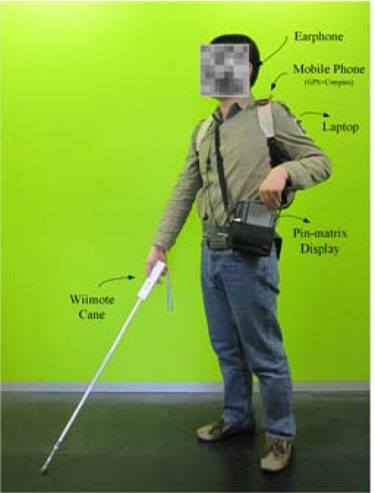 Earphone
Mobile Phone
(GPS+Compass)
Laptop
Pin-matrix
Display
Wiimote
Cane